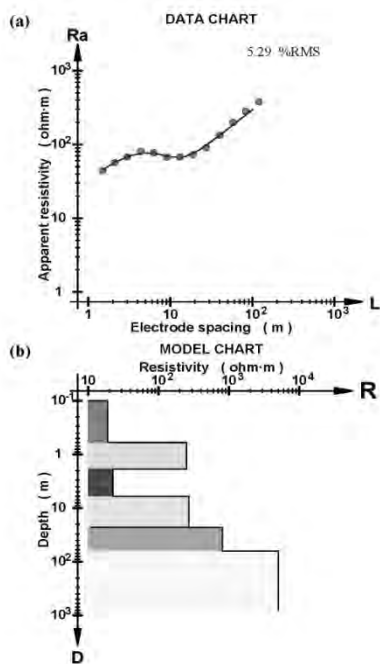 (a)
DATA CHART
Ra
5.29 %RMS
10³
10²
10
1
Apparent resistivity ( ohm·m )
1
10
10²
10³
L
Electrode spacing ( m )
(b)
MODEL CHART
Resistivity ( ohm·m )
10
10²
10³
10⁴
R
10⁻¹
1
10
10²
10³
Depth ( m )
D